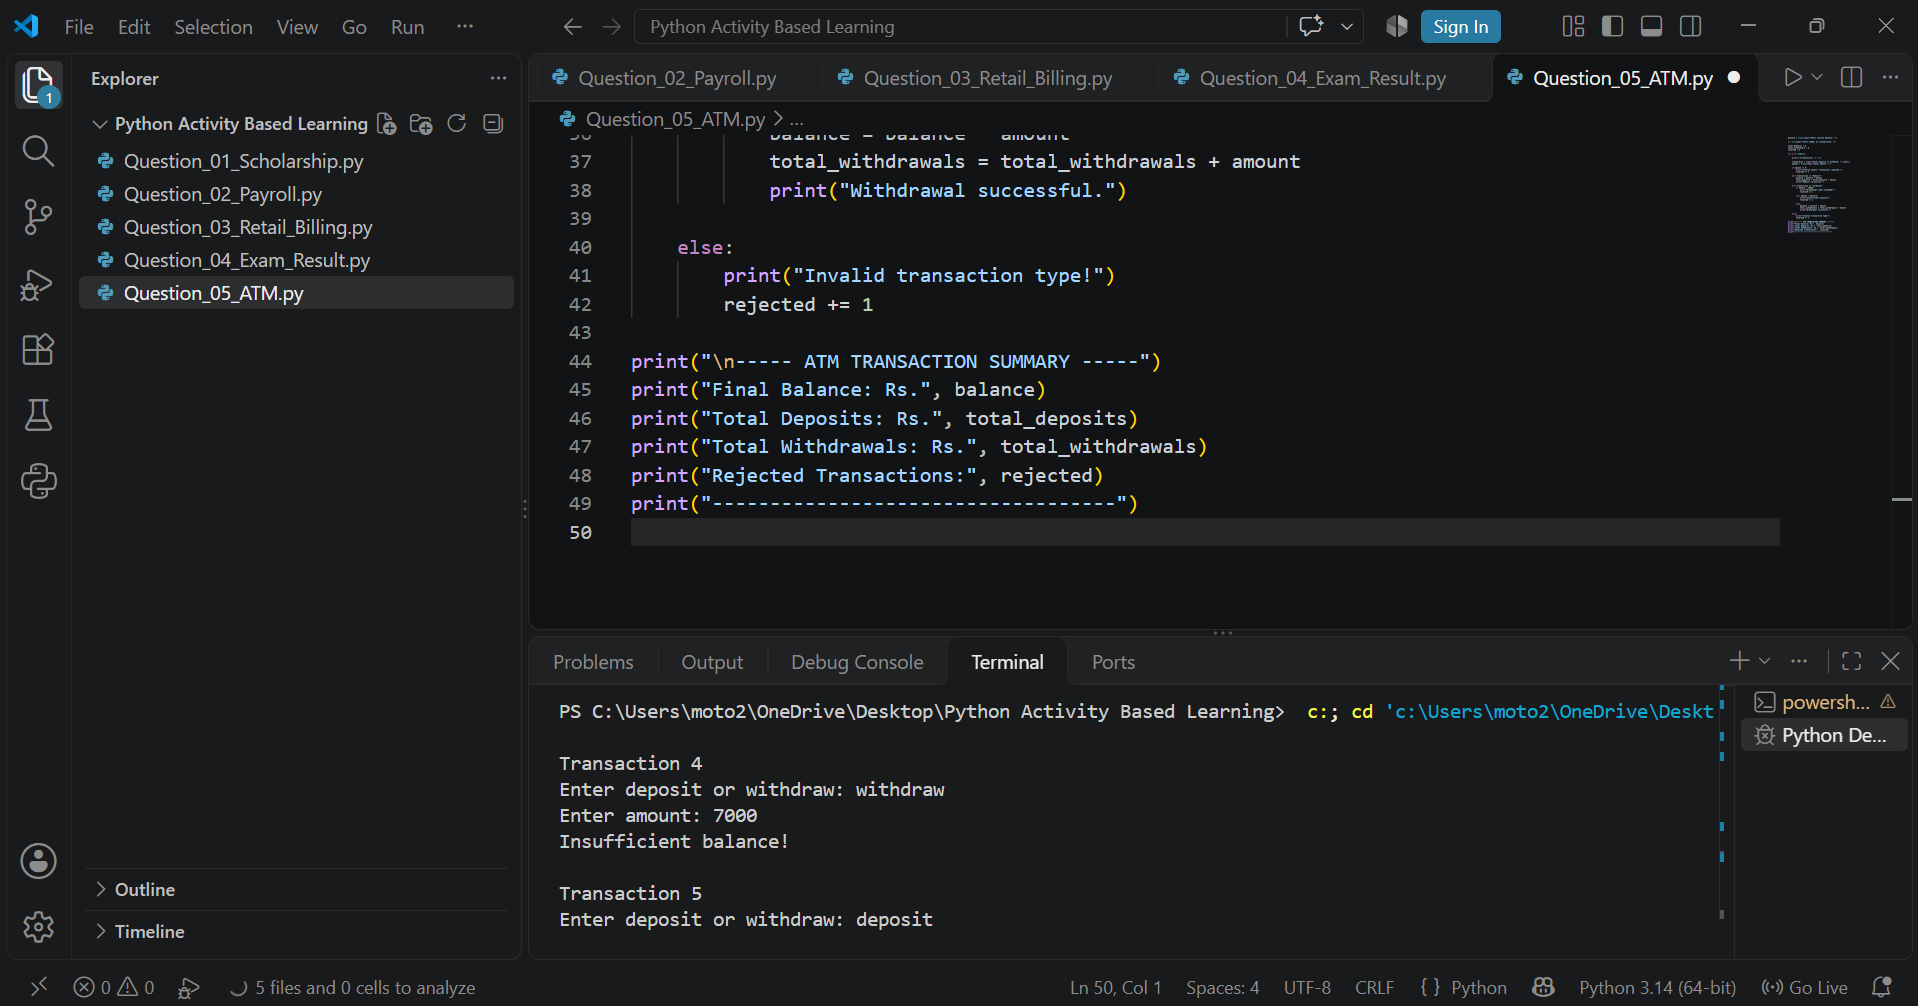 File Edit Selection View Go Run ...
Python Activity Based Learning
Sign In
Explorer
1
Python Activity Based Learning
Question_01_Scholarship.py
Question_02_Payroll.py
Question_03_Retail_Billing.py
Question_04_Exam_Result.py
Question_05_ATM.py
Outline
Timeline
Question_02_Payroll.py Question_03_Retail_Billing.py Question_04_Exam_Result.py Question_05_ATM.py
Question_05_ATM.py > ...
37 total_withdrawals = total_withdrawals + amount
38 print("Withdrawal successful.")
39
40 else:
41 print("Invalid transaction type!")
42 rejected += 1
43
44 print("\n----- ATM TRANSACTION SUMMARY -----")
45 print("Final Balance: Rs.", balance)
46 print("Total Deposits: Rs.", total_deposits)
47 print("Total Withdrawals: Rs.", total_withdrawals)
48 print("Rejected Transactions:", rejected)
49 print("-----------------------------------")
50
Problems Output Debug Console Terminal Ports
PS C:\Users\moto2\OneDrive\Desktop\Python Activity Based Learning> c:; cd 'c:\Users\moto2\OneDrive\Deskt
Transaction 4
Enter deposit or withdraw: withdraw
Enter amount: 7000
Insufficient balance!
Transaction 5
Enter deposit or withdraw: deposit
powersh...
Python De...
0 0 5 files and 0 cells to analyze
Ln 50, Col 1 Spaces: 4 UTF-8 CRLF {} Python Python 3.14 (64-bit) Go Live